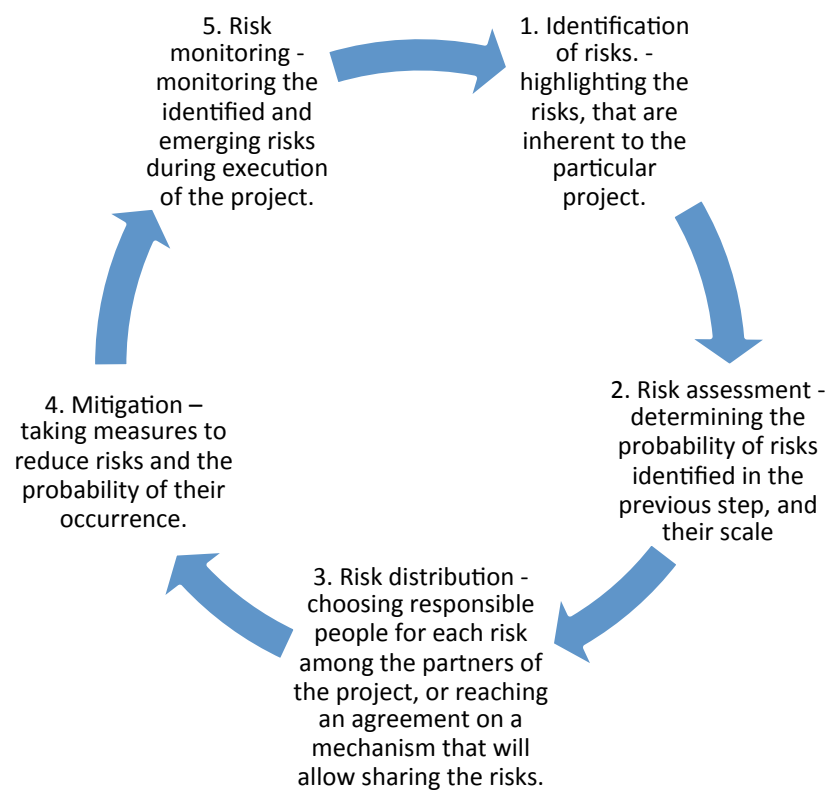 1. Identification
of risks. -
highlighting the
risks, that are
inherent to the
particular
project.
2. Risk assessment -
determining the
probability of risks
identified in the
previous step, and
their scale
3. Risk distribution -
choosing responsible
people for each risk
among the partners of
the project, or reaching
an agreement on a
mechanism that will
allow sharing the risks.
4. Mitigation –
taking measures to
reduce risks and the
probability of their
occurrence.
5. Risk
monitoring -
monitoring the
identified and
emerging risks
during execution
of the project.